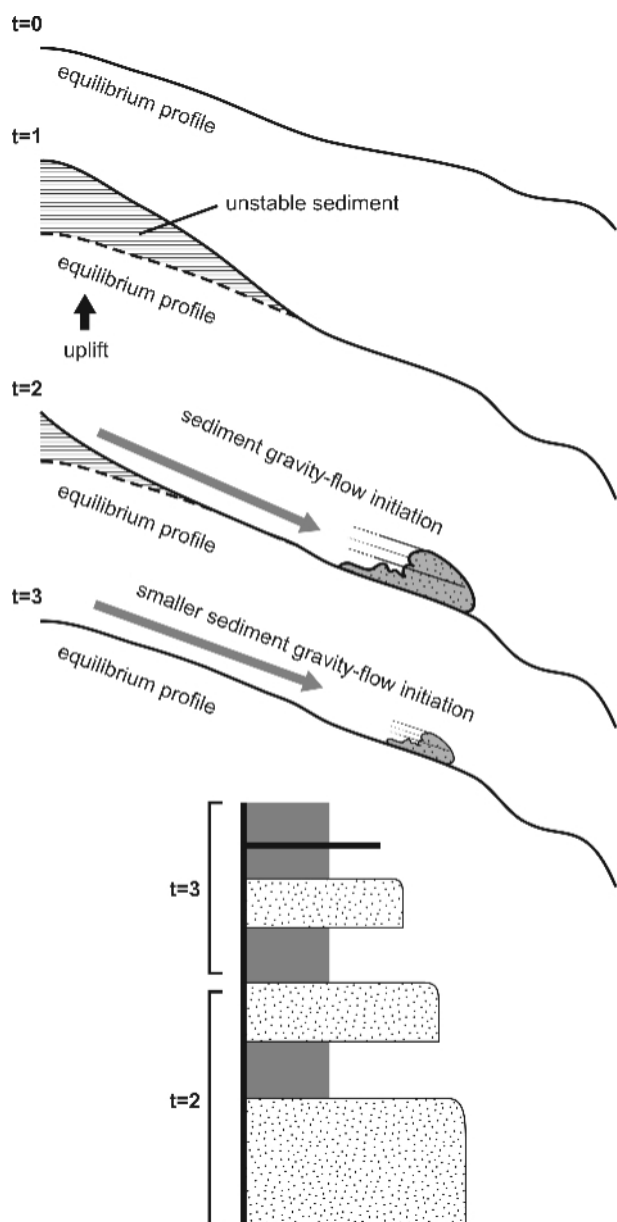 t=0
equilibrium profile
t=1
unstable sediment
equilibrium profile
uplift
t=2
sediment gravity-flow initiation
equilibrium profile
t=3
smaller sediment gravity-flow initiation
equilibrium profile
t=3
t=2